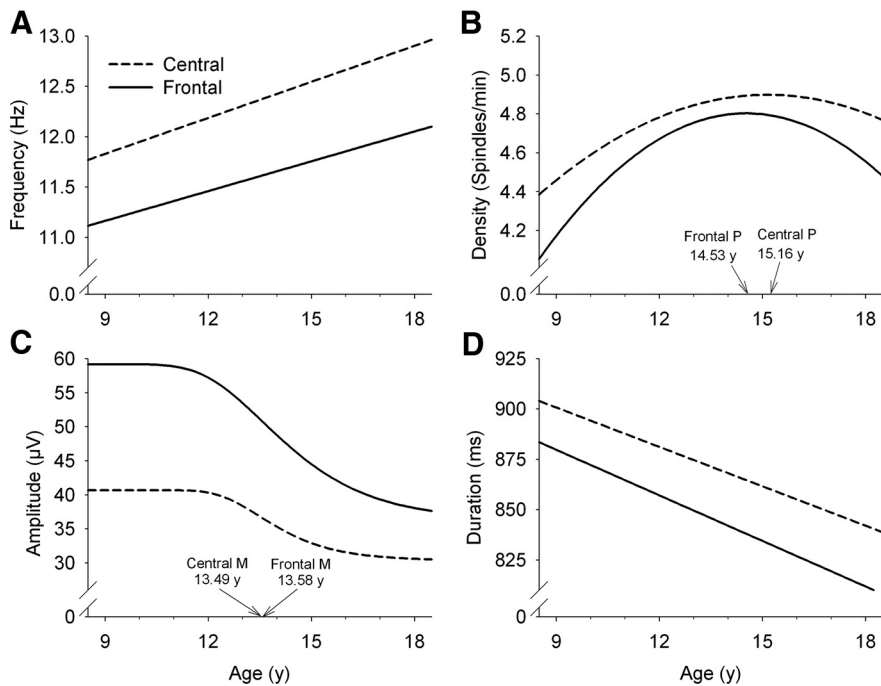 A
Frequency (Hz)
13.0
12.5
12.0
11.5
11.0
0.0
Central
Frontal
9
12
15
18
B
Density (Spindles/min)
5.2
5.0
4.8
4.6
4.4
4.2
0.0
Frontal P
14.53 y
Central P
15.16 y
9
12
15
18
C
Amplitude (µV)
60
55
50
45
40
35
30
0
Central M
13.49 y
Frontal M
13.58 y
9
12
15
18
Age (y)
D
Duration (ms)
925
900
875
850
825
0
9
12
15
18
Age (y)